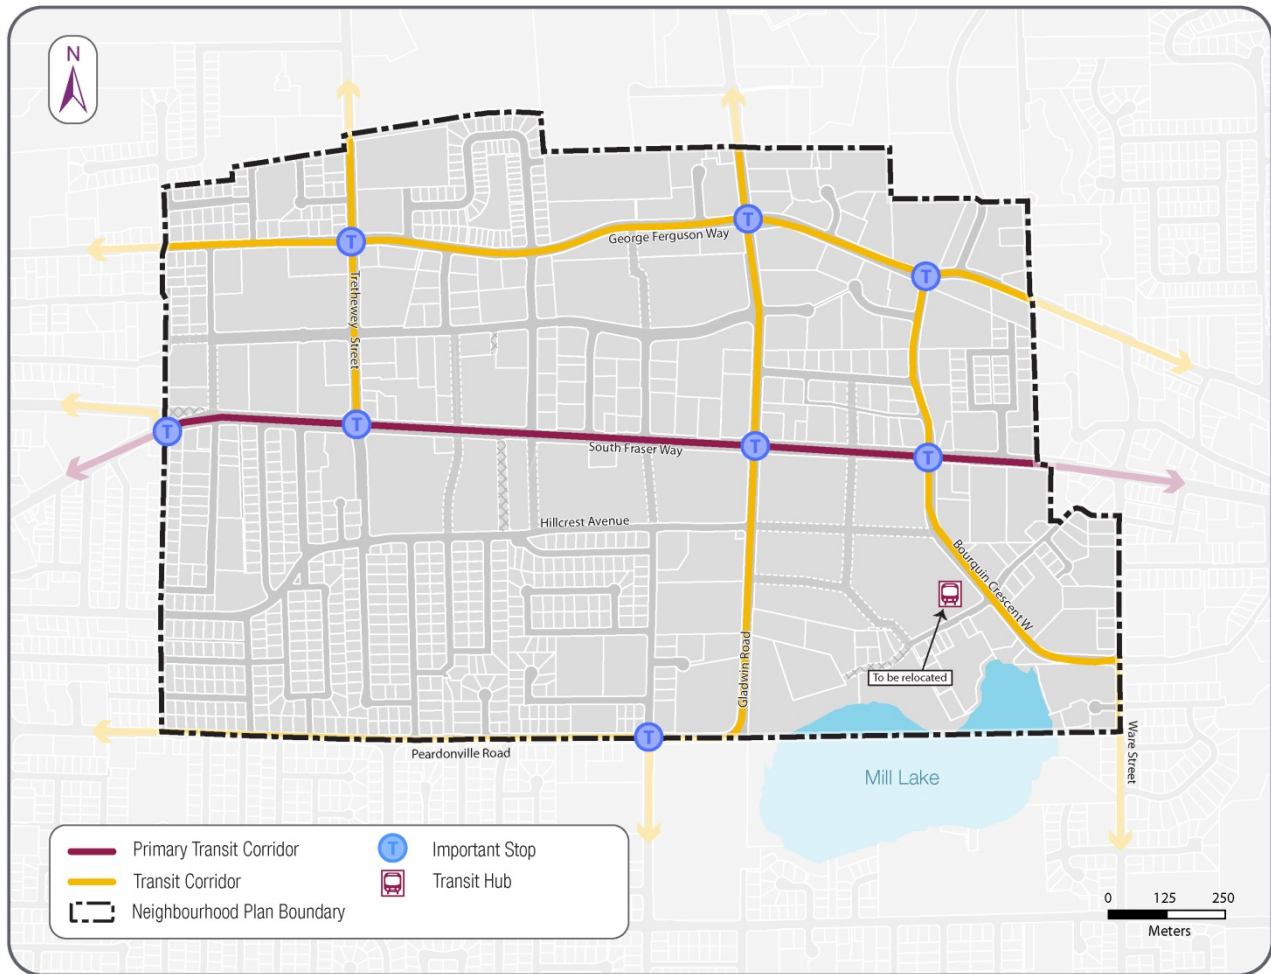 N
George Ferguson Way
Trethewey Street
South Fraser Way
Hillcrest Avenue
Bourquin Crescent W
Gladwin Road
To be relocated
Peardonville Road
Ware Street
Mill Lake
T
T
T
T
T
T
T
T
Primary Transit Corridor
T
Important Stop
Transit Corridor
Transit Hub
Neighbourhood Plan Boundary
0 125 250
Meters